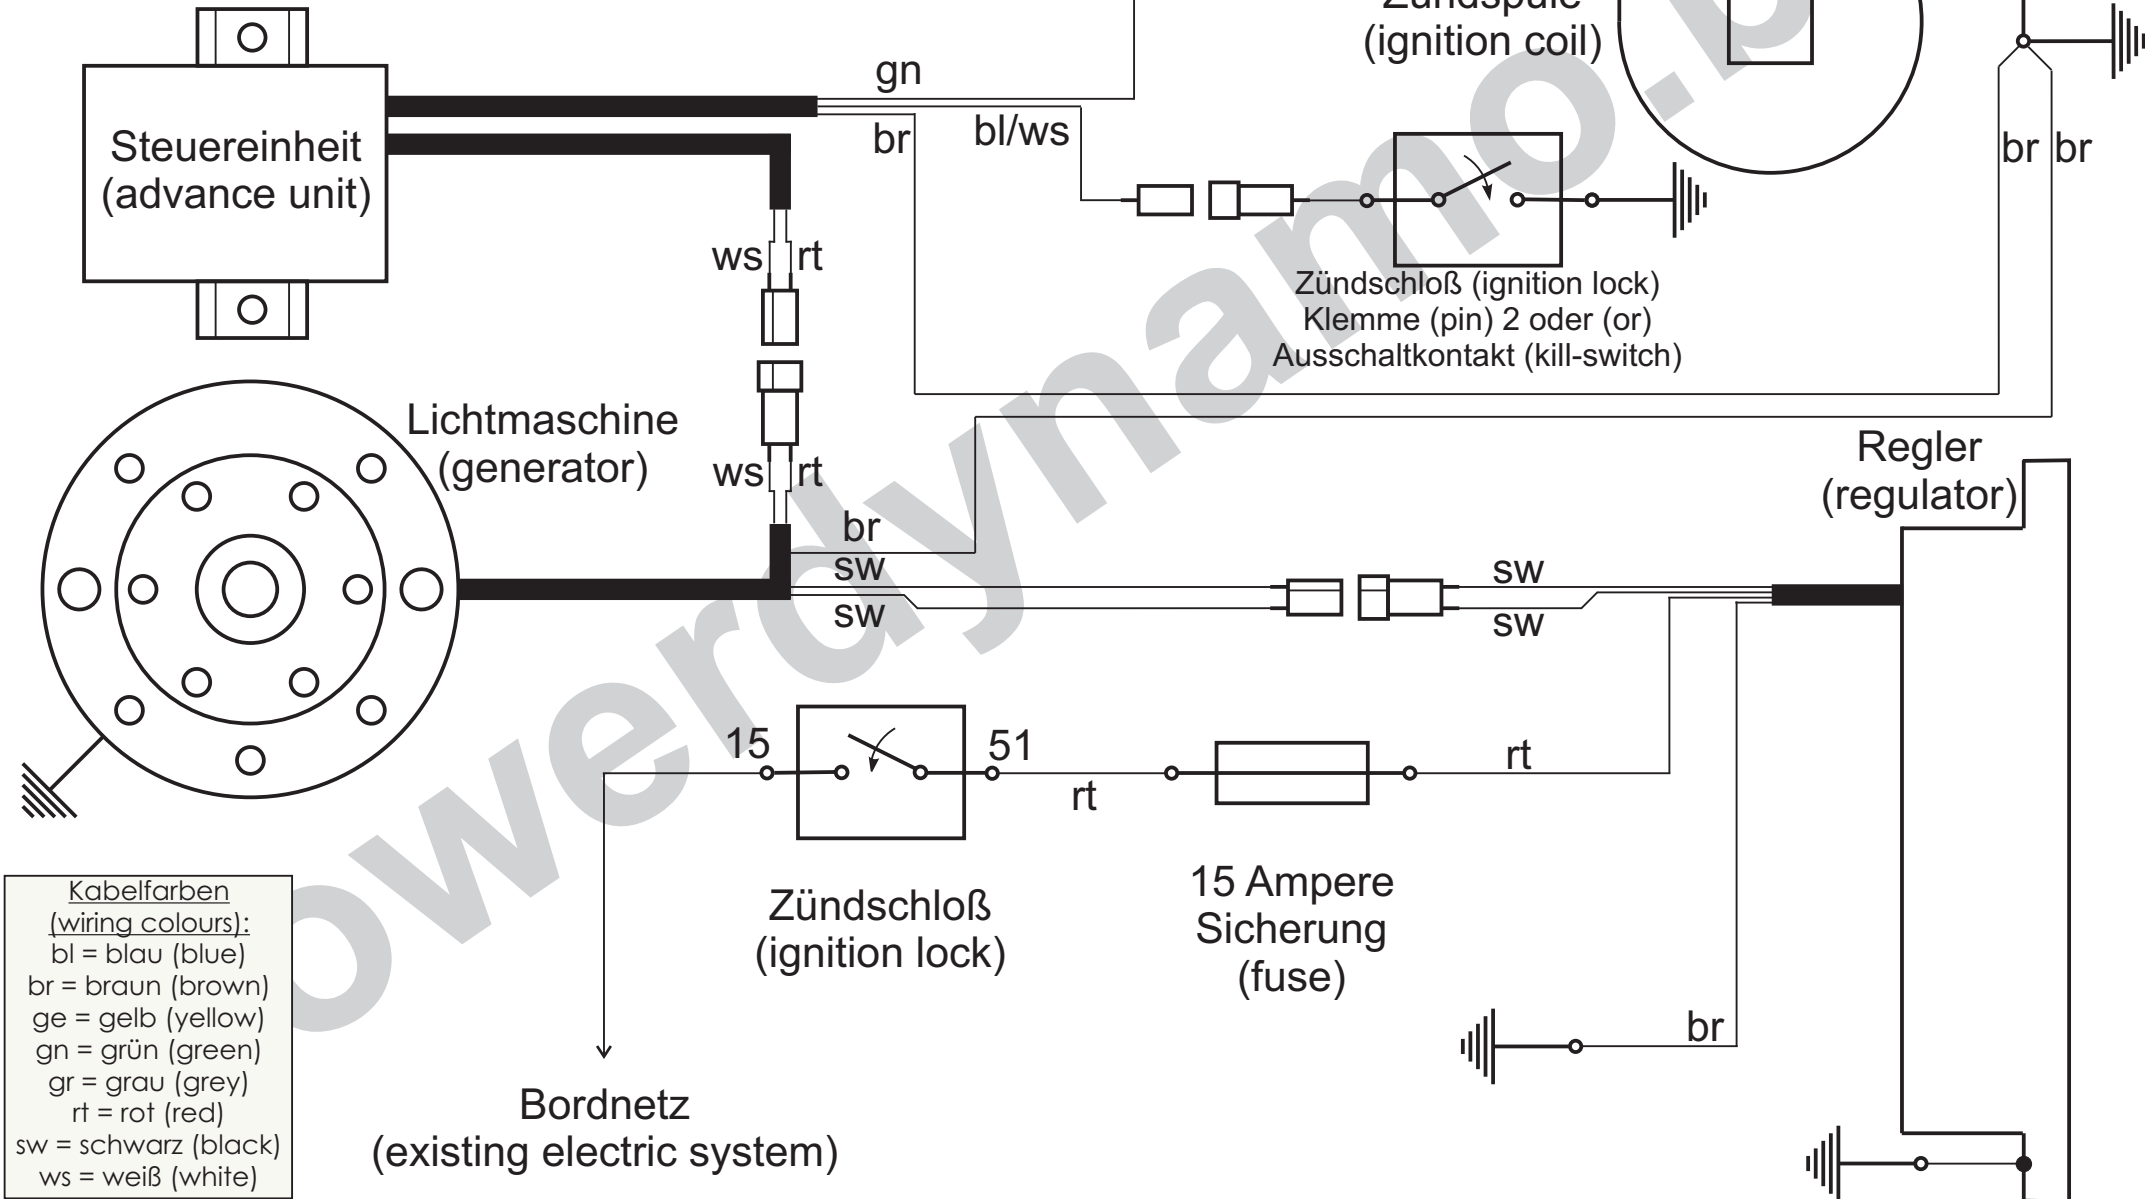 Zündspule
(ignition coil)
gn
bl/ws
br
Steuereinheit
(advance unit)
br br
ws rt
Zündschloß (ignition lock)
Klemme (pin) 2 oder (or)
Ausschaltkontakt (kill-switch)
Lichtmaschine
(generator)
ws rt
Regler
(regulator)
br
sw
sw
sw
sw
15
51
rt
rt
Zündschloß
(ignition lock)
15 Ampere
Sicherung
(fuse)
br
Bordnetz
(existing electric system)
Kabelfarben
(wiring colours):
bl = blau (blue)
br = braun (brown)
ge = gelb (yellow)
gn = grün (green)
gr = grau (grey)
rt = rot (red)
sw = schwarz (black)
ws = weiß (white)
owerdynamo.b